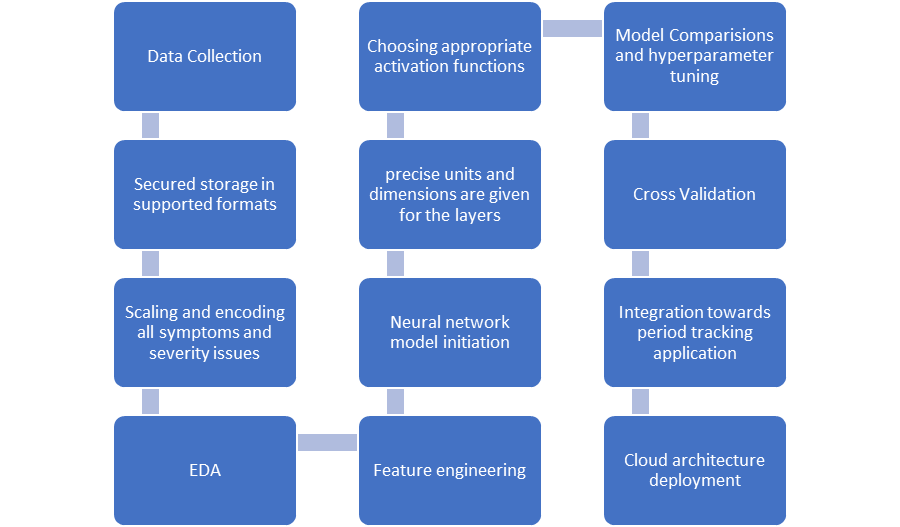 Data Collection
Secured storage in
supported formats
Scaling and encoding
all symptoms and
severity issues
EDA
Feature engineering
Neural network
model initiation
precise units and
dimensions are given
for the layers
Choosing appropriate
activation functions
Model Comparisions
and hyperparameter
tuning
Cross Validation
Integration towards
period tracking
application
Cloud architecture
deployment